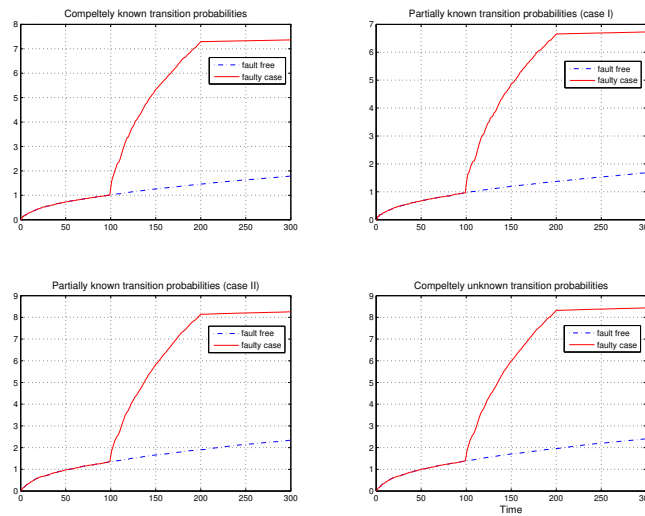 Compeltely known transition probabilities
8
7
6
5
4
3
2
1
0
0 50 100 150 200 250 300
fault free
faulty case
Partially known transition probabilities (case I)
7
6
5
4
3
2
1
0
0 50 100 150 200 250 300
fault free
faulty case
Partially known transition probabilities (case II)
9
8
7
6
5
4
3
2
1
0
0 50 100 150 200 250 300
fault free
faulty case
Compeltely unknown transition probabilities
9
8
7
6
5
4
3
2
1
0
0 50 100 150 200 250 300
fault free
faulty case
Time